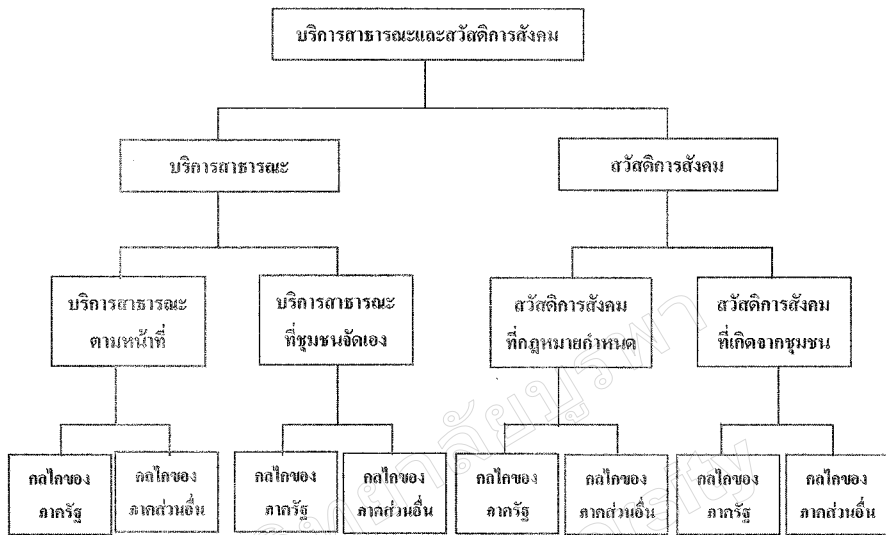 บริการสาธารณะและสวัสดิการสังคม
บริการสาธารณะ
สวัสดิการสังคม
บริการสาธารณะ
ตามหน้าที่
บริการสาธารณะ
ที่ชุมชนจัดเอง
สวัสดิการสังคม
ที่กฎหมายกำหนด
สวัสดิการสังคม
ที่เกิดจากชุมชน
กลไกของ
ภาครัฐ
กลไกของ
ภาคส่วนอื่น
กลไกของ
ภาครัฐ
กลไกของ
ภาคส่วนอื่น
กลไกของ
ภาครัฐ
กลไกของ
ภาคส่วนอื่น
กลไกของ
ภาครัฐ
กลไกของ
ภาคส่วนอื่น